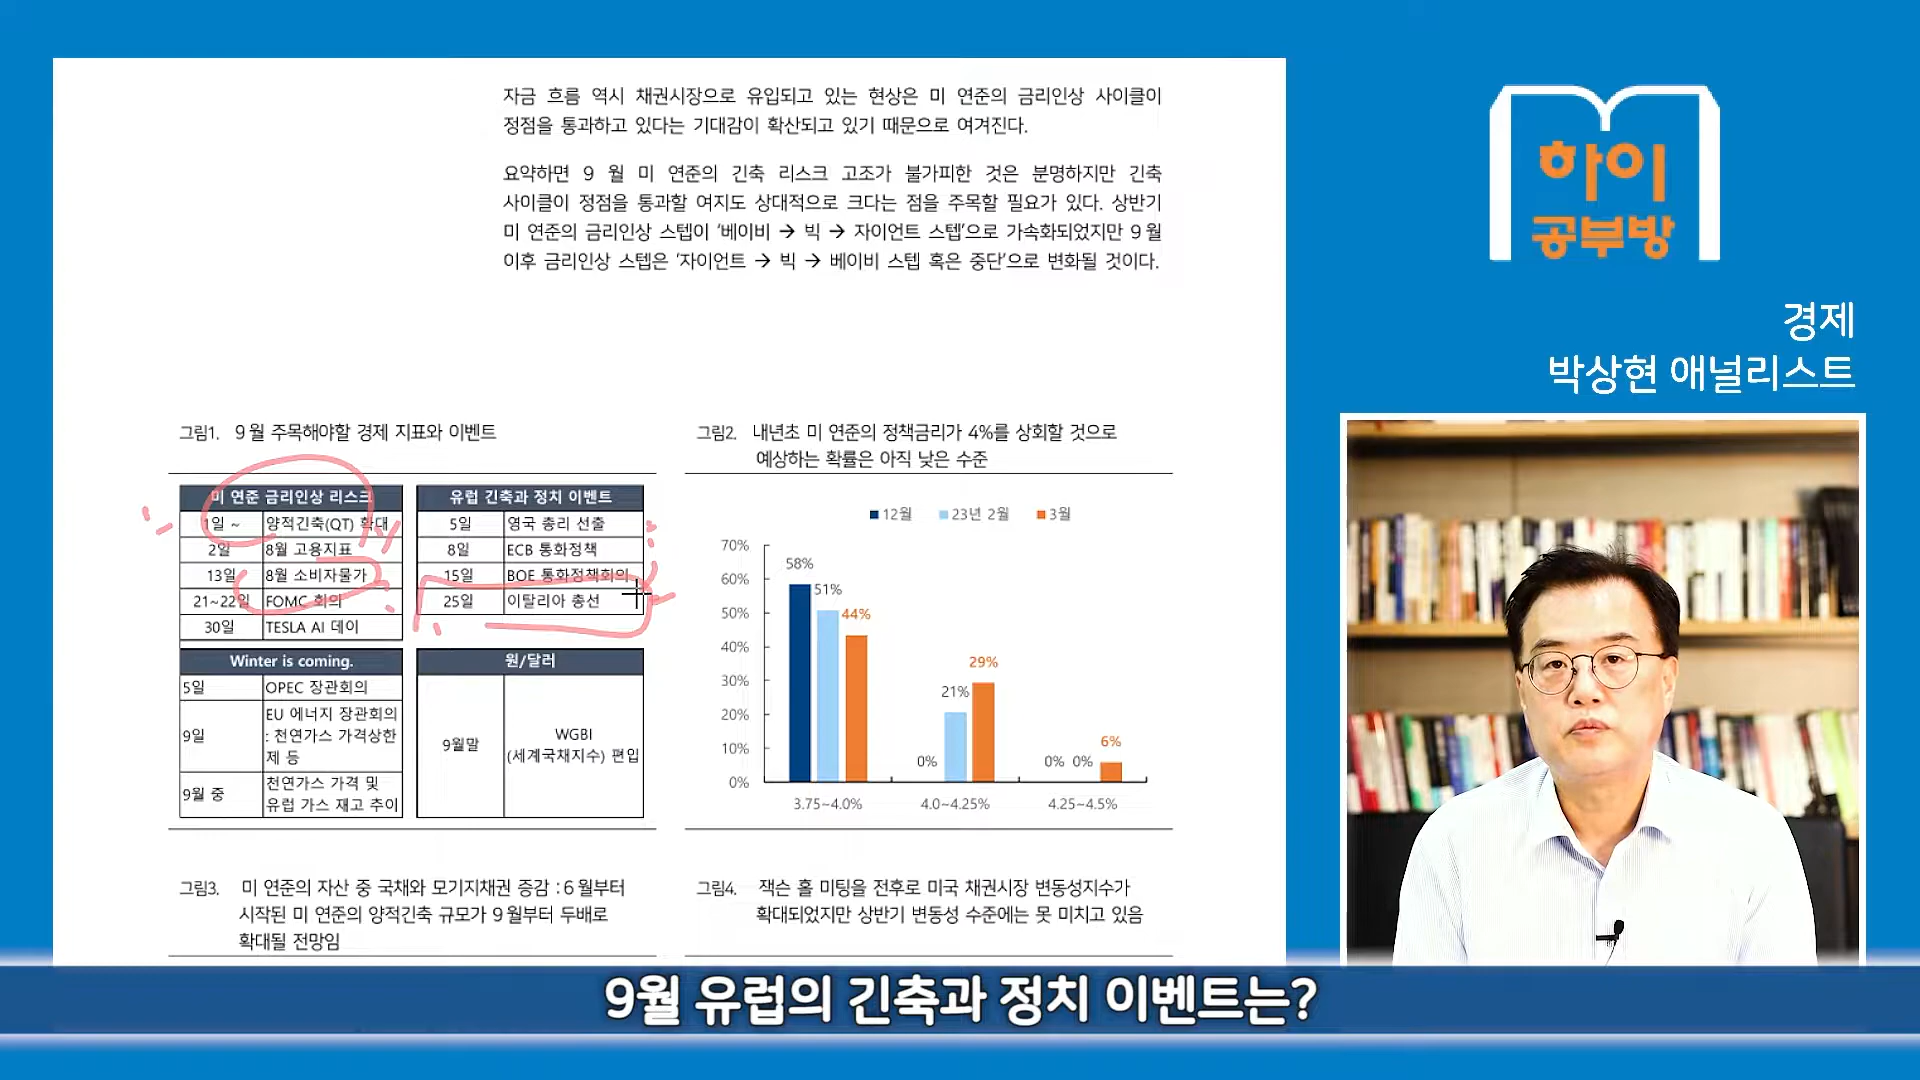 자금 흐름 역시 채권시장으로 유입되고 있는 현상은 미 연준의 금리인상 사이클이
정점을 통과하고 있다는 기대감이 확산되고 있기 때문으로 여겨진다.
요약하면 9 월 미 연준의 긴축 리스크 고조가 불가피한 것은 분명하지만 긴축
사이클이 정점을 통과할 여지도 상대적으로 크다는 점을 주목할 필요가 있다. 상반기
미 연준의 금리인상 스텝이 '베이비 → 빅 → 자이언트 스텝'으로 가속화되었지만 9 월
이후 금리인상 스텝은 '자이언트 → 빅 → 베이비 스텝 혹은 중단'으로 변화될 것이다.
하이
공부방
경제
박상현 애널리스트
그림1. 9월 주목해야할 경제 지표와 이벤트
미 연준 금리인상 리스크
1일 ~ 양적긴축(QT) 확대
2일 8월 고용지표
13일 8월 소비자물가
21~22일 FOMC 회의
30일 TESLA AI 데이
유럽 긴축과 정치 이벤트
5일 영국 총리 선출
8일 ECB 통화정책
15일 BOE 통화정책회의
25일 이탈리아 총선
Winter is coming.
5일 OPEC 장관회의
9일 EU 에너지 장관회의
: 천연가스 가격상한
제 등
9월 중 천연가스 가격 및
유럽 가스 재고 추이
원/달러
9월말 WGBI
(세계국채지수) 편입
그림2. 내년초 미 연준의 정책금리가 4%를 상회할 것으로
예상하는 확률은 아직 낮은 수준
12월 23년 2월 3월
70%
60%
50%
40%
30%
20%
10%
0%
58%
51%
44%
0%
21%
29%
0%
0%
6%
3.75~4.0% 4.0~4.25% 4.25~4.5%
그림3. 미 연준의 자산 중 국채와 모기지채권 증감 : 6월부터
시작된 미 연준의 양적긴축 규모가 9월부터 두배로
확대될 전망임
그림4. 잭슨 홀 미팅을 전후로 미국 채권시장 변동성지수가
확대되었지만 상반기 변동성 수준에는 못 미치고 있음
9월 유럽의 긴축과 정치 이벤트는?